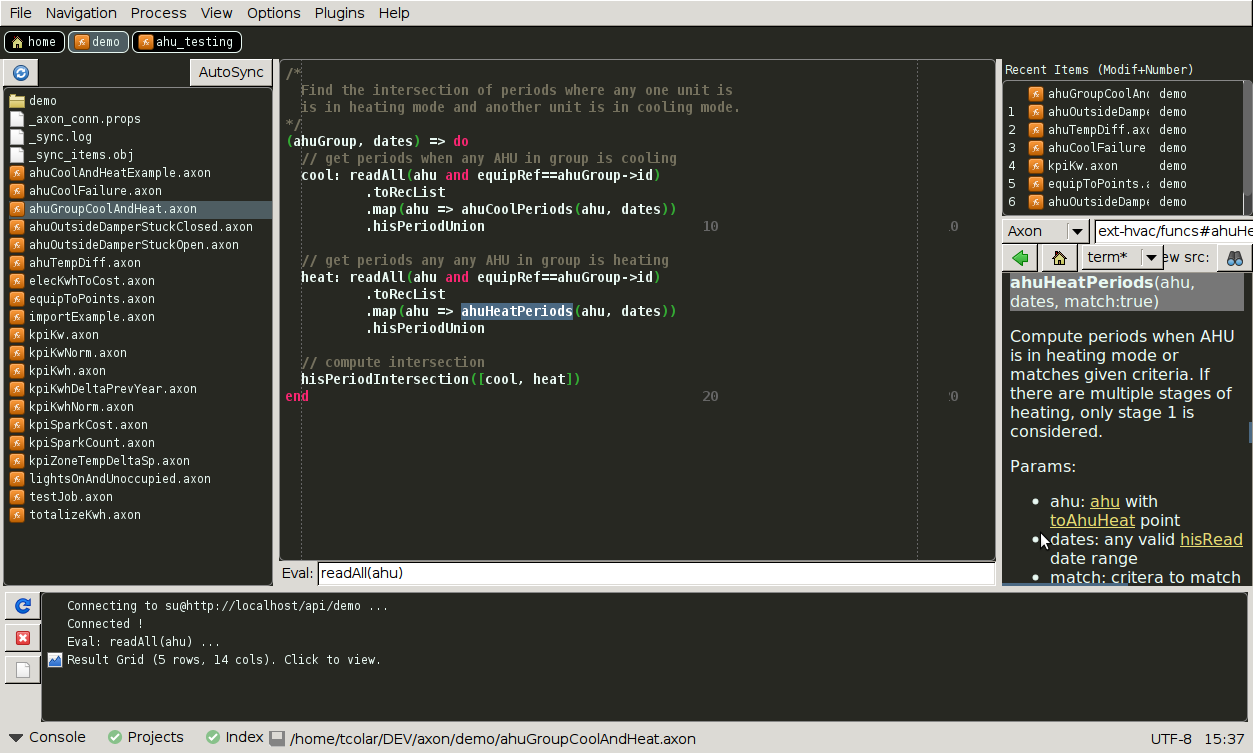 File Navigation Process View Options Plugins Help
home demo ahu_testing
AutoSync
demo
_axon_conn.props
_sync.log
_sync_items.obj
ahuCoolAndHeatExample.axon
ahuCoolFailure.axon
ahuGroupCoolAndHeat.axon
ahuOutsideDamperStuckClosed.axon
ahuOutsideDamperStuckOpen.axon
ahuTempDiff.axon
elecKwhToCost.axon
equipToPoints.axon
importExample.axon
kpiKw.axon
kpiKwNorm.axon
kpiKwh.axon
kpiKwhDeltaPrevYear.axon
kpiKwhNorm.axon
kpiSparkCost.axon
kpiSparkCount.axon
kpiZoneTempDeltaSp.axon
lightsOnAndUnoccupied.axon
testJob.axon
totalizeKwh.axon
/*
Find the intersection of periods where any one unit is
is in heating mode and another unit is in cooling mode.
*/
(ahuGroup, dates) => do
// get periods when any AHU in group is cooling
cool: readAll(ahu and equipRef==ahuGroup->id)
.toRecList
.map(ahu => ahuCoolPeriods(ahu, dates))
.hisPeriodUnion 10 0
// get periods any any AHU in group is heating
heat: readAll(ahu and equipRef==ahuGroup->id)
.toRecList
.map(ahu => ahuHeatPeriods(ahu, dates))
.hisPeriodUnion
// compute intersection
hisPeriodIntersection([cool, heat])
end 20 0
Eval: readAll(ahu)
Recent Items (Modif+Number)
ahuGroupCoolAn demo
1 ahuOutsideDampe demo
2 ahuTempDiff.ax demo
3 ahuCoolFailure demo
4 kpiKw.axon demo
5 equipToPoints. demo
6 ahuOutsideDampe demo
Axon ext-hvac/funcs#ahuHe
term* ew src:
ahuHeatPeriods(ahu,
dates, match:true)
Compute periods when AHU
is in heating mode or
matches given criteria. If
there are multiple stages of
heating, only stage 1 is
considered.
Params:
• ahu: ahu with
toAhuHeat point
• dates: any valid hisRead
date range
• match: critera to match
Connecting to su@http://localhost/api/demo ...
Connected !
Eval: readAll(ahu) ...
Result Grid (5 rows, 14 cols). Click to view.
Console Projects Index /home/tcolar/DEV/axon/demo/ahuGroupCoolAndHeat.axon UTF-8 15:37